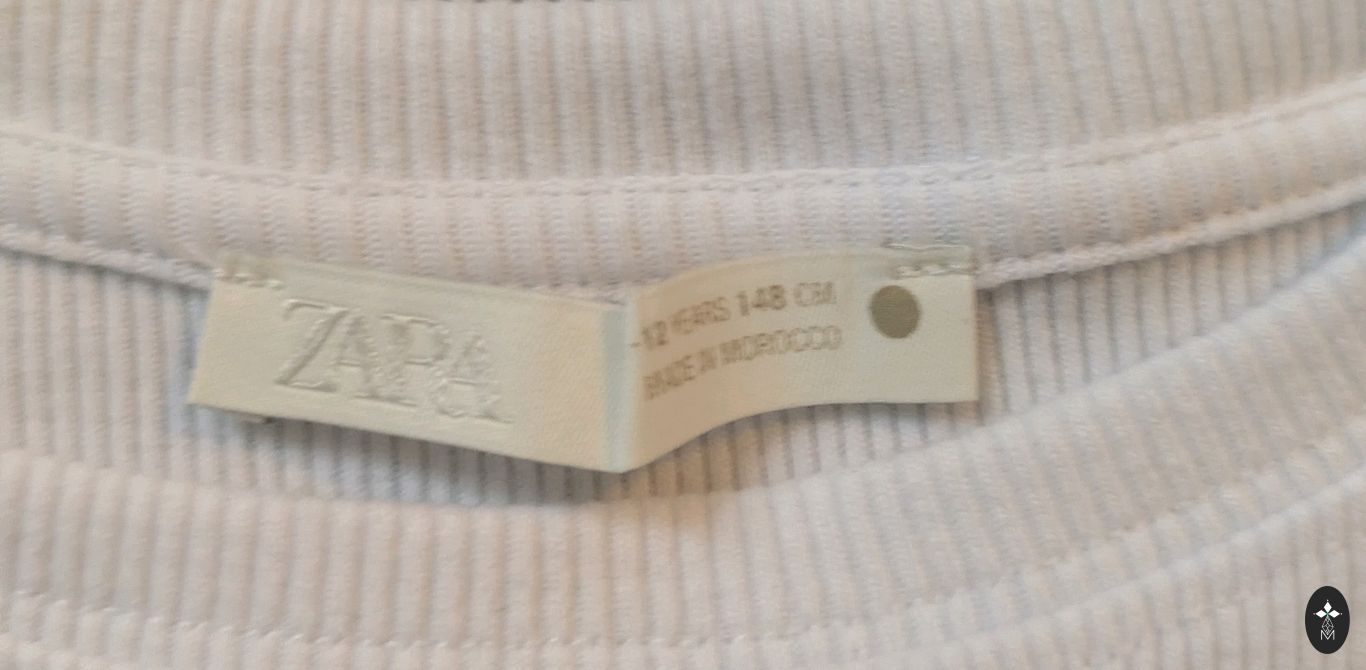 ZARA
-12 YEARS 148 CM
MADE IN MOROCCO
M